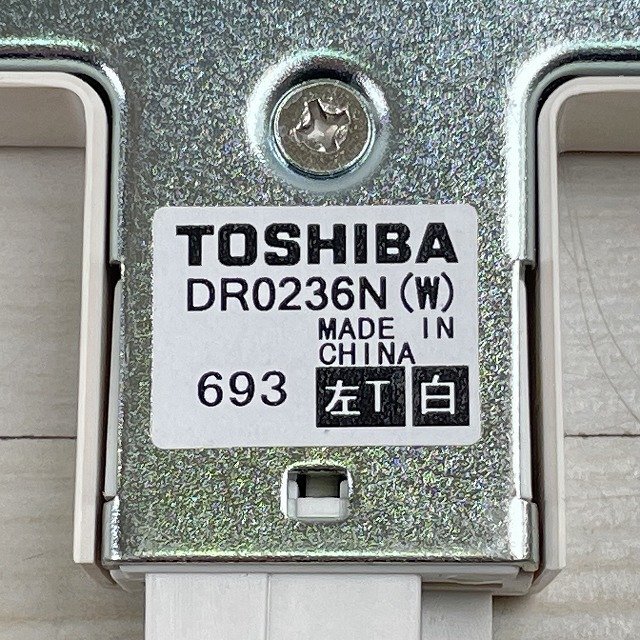 TOSHIBA
DR0236N (W)
MADE IN
CHINA
693 左T 白